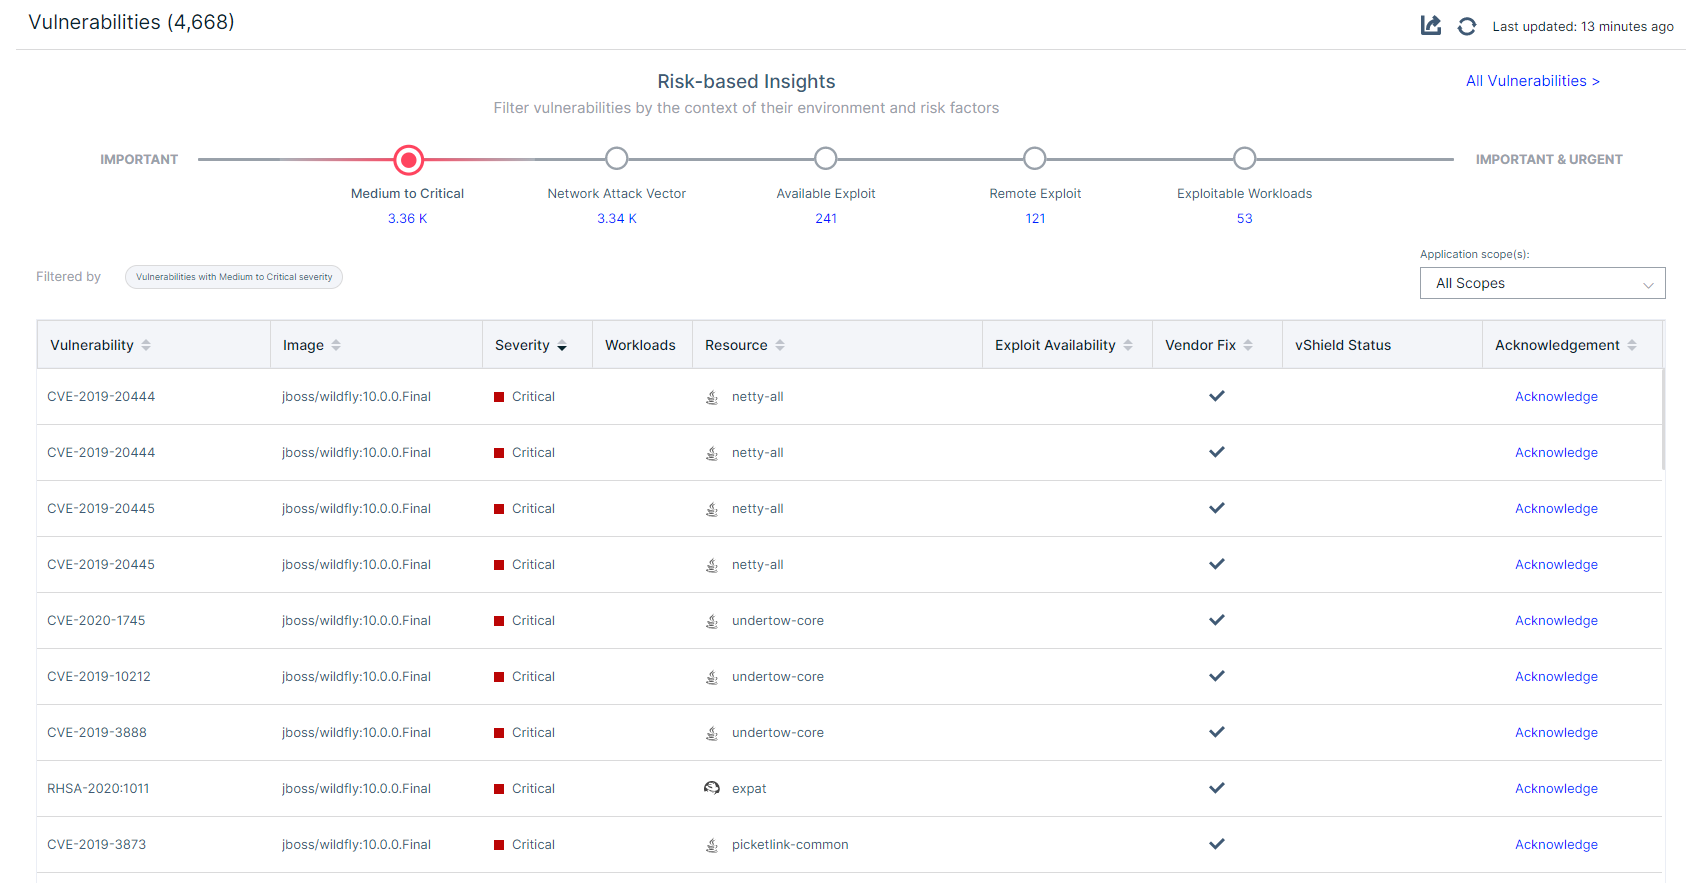 Vulnerabilities (4,668)
Last updated: 13 minutes ago
Risk-based Insights
All Vulnerabilities >
Filter vulnerabilities by the context of their environment and risk factors
IMPORTANT
IMPORTANT & URGENT
Medium to Critical
Network Attack Vector
Available Exploit
Remote Exploit
Exploitable Workloads
3.36 K
3.34 K
241
121
53
Application scope(s):
Filtered by
Vulnerabilities with Medium to Critical severity
All Scopes
Vulnerability Image Severity Workloads Resource Exploit Availability Vendor Fix vShield Status Acknowledgement
CVE-2019-20444 jboss/wildfly:10.0.0.Final Critical netty-all Acknowledge
CVE-2019-20444 jboss/wildfly:10.0.0.Final Critical netty-all Acknowledge
CVE-2019-20445 jboss/wildfly:10.0.0.Final Critical netty-all Acknowledge
CVE-2019-20445 jboss/wildfly:10.0.0.Final Critical netty-all Acknowledge
CVE-2020-1745 jboss/wildfly:10.0.0.Final Critical undertow-core Acknowledge
CVE-2019-10212 jboss/wildfly:10.0.0.Final Critical undertow-core Acknowledge
CVE-2019-3888 jboss/wildfly:10.0.0.Final Critical undertow-core Acknowledge
RHSA-2020:1011 jboss/wildfly:10.0.0.Final Critical expat Acknowledge
CVE-2019-3873 jboss/wildfly:10.0.0.Final Critical picketlink-common Acknowledge